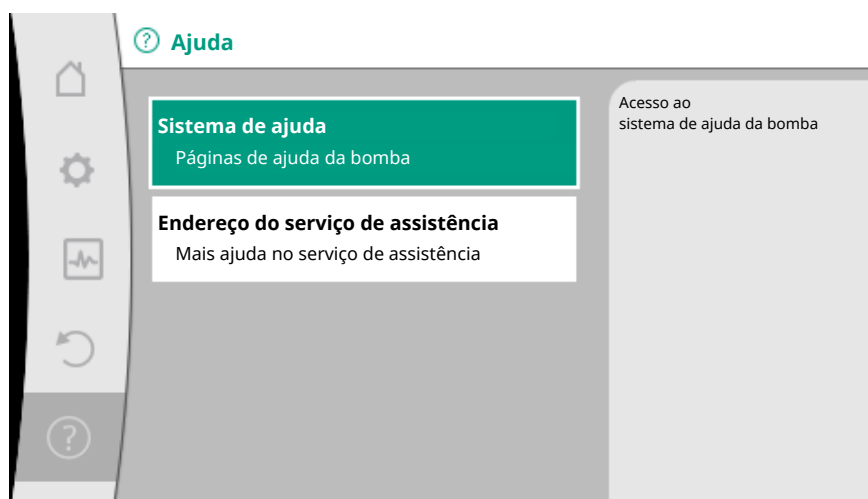 Ajuda
Sistema de ajuda
Páginas de ajuda da bomba
Endereço do serviço de assistência
Mais ajuda no serviço de assistência
Acesso ao
sistema de ajuda da bomba